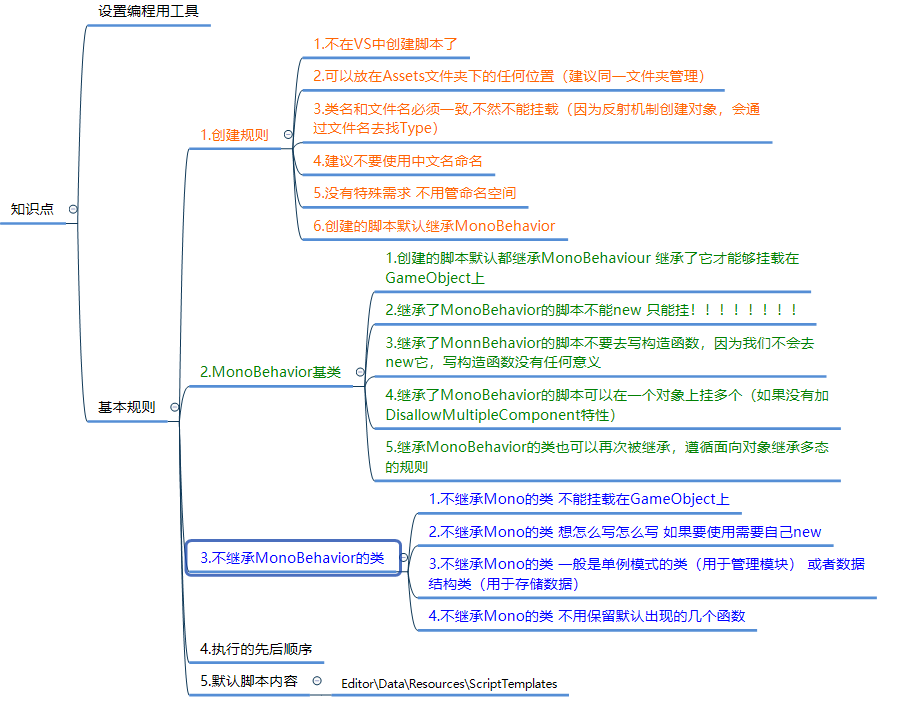 设置编程用工具
1.不在VS中创建脚本了
2.可以放在Assets文件夹下的任何位置（建议同一文件夹管理）
3.类名和文件名必须一致,不然不能挂载（因为反射机制创建对象，会通
过文件名去找Type）
1.创建规则
4.建议不要使用中文名命名
5.没有特殊需求 不用管命名空间
6.创建的脚本默认继承MonoBehavior
知识点
1.创建的脚本默认都继承MonoBehaviour 继承了它才能够挂载在
GameObject上
2.继承了MonoBehavior的脚本不能new 只能挂！！！！！！！！
3.继承了MonnBehavior的脚本不要去写构造函数，因为我们不会去
new它，写构造函数没有任何意义
2.MonoBehavior基类
4.继承了MonoBehavior的脚本可以在一个对象上挂多个（如果没有加
DisallowMultipleComponent特性）
基本规则
5.继承MonoBehavior的类也可以再次被继承，遵循面向对象继承多态
的规则
1.不继承Mono的类 不能挂载在GameObject上
2.不继承Mono的类 想怎么写怎么写 如果要使用需要自己new
3.不继承MonoBehavior的类
3.不继承Mono的类 一般是单例模式的类（用于管理模块） 或者数据
结构类（用于存储数据）
4.不继承Mono的类 不用保留默认出现的几个函数
4.执行的先后顺序
5.默认脚本内容
Editor\Data\Resources\ScriptTemplates